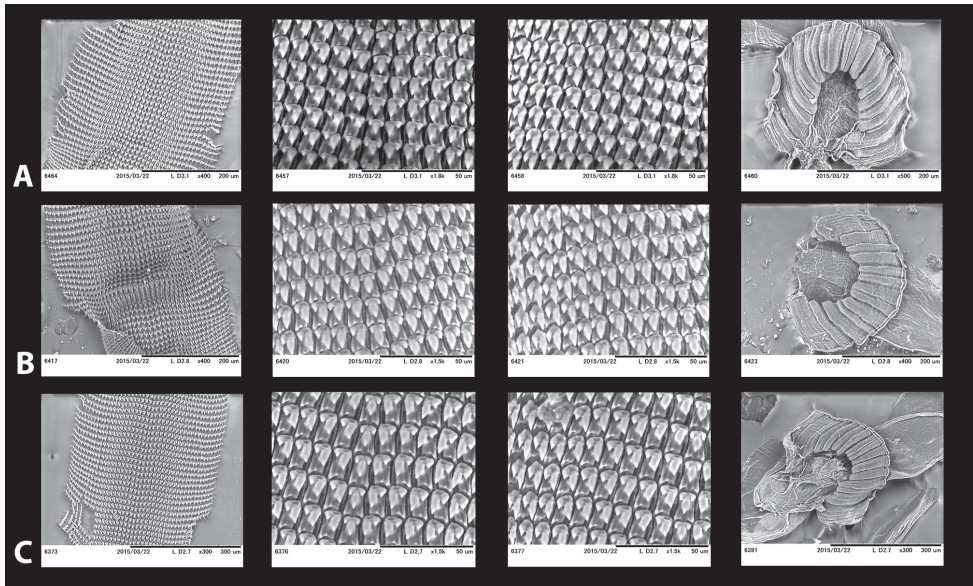 A
6464 2015/03/22 L D3.1 x400 200 um
6457 2015/03/22 L D3.1 x1.8k 50 um
6458 2015/03/22 L D3.1 x1.8k 50 um
6460 2015/03/22 L D3.1 x500 200 um
B
6417 2015/03/22 L D2.8 x400 200 um
6420 2015/03/22 L D2.8 x1.5k 50 um
6421 2015/03/22 L D2.8 x1.5k 50 um
6423 2015/03/22 L D2.8 x400 200 um
C
6373 2015/03/22 L D2.7 x300 300 um
6376 2015/03/22 L D2.7 x1.5k 50 um
6377 2015/03/22 L D2.7 x1.5k 50 um
6391 2015/03/22 L D2.7 x300 300 um